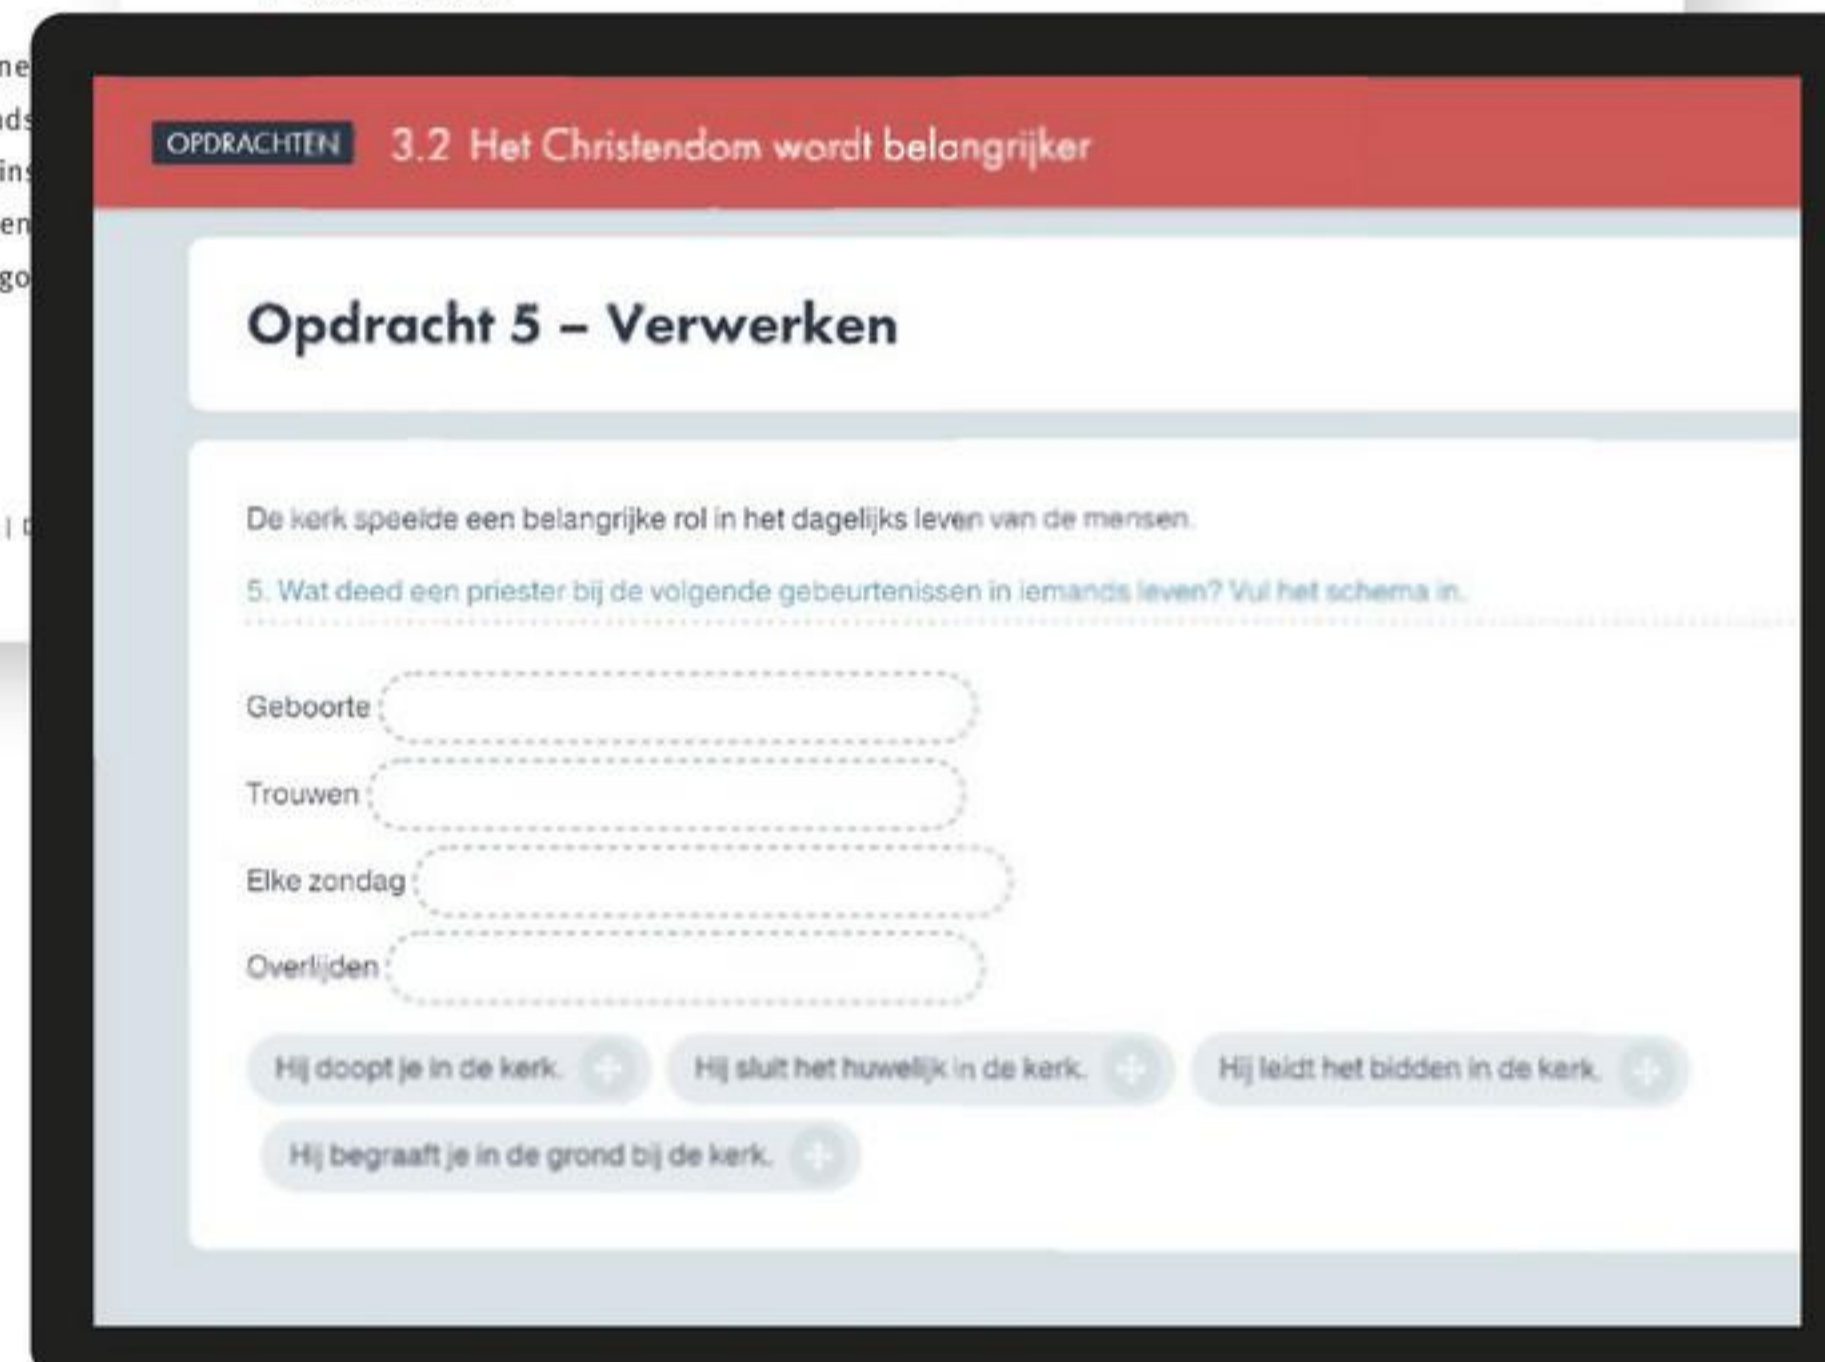 OPDRACHTEN 3.2 Het Christendom wordt belangrijker
Opdracht 5 – Verwerken
De kerk speelde een belangrijke rol in het dagelijks leven van de mensen.
5. Wat deed een priester bij de volgende gebeurtenissen in iemands leven? Vul het schema in.
Geboorte
Trouwen
Elke zondag
Overlijden
Hij doopt je in de kerk. Hij sluit het huwelijk in de kerk. Hij leidt het bidden in de kerk.
Hij begraaft je in de grond bij de kerk.